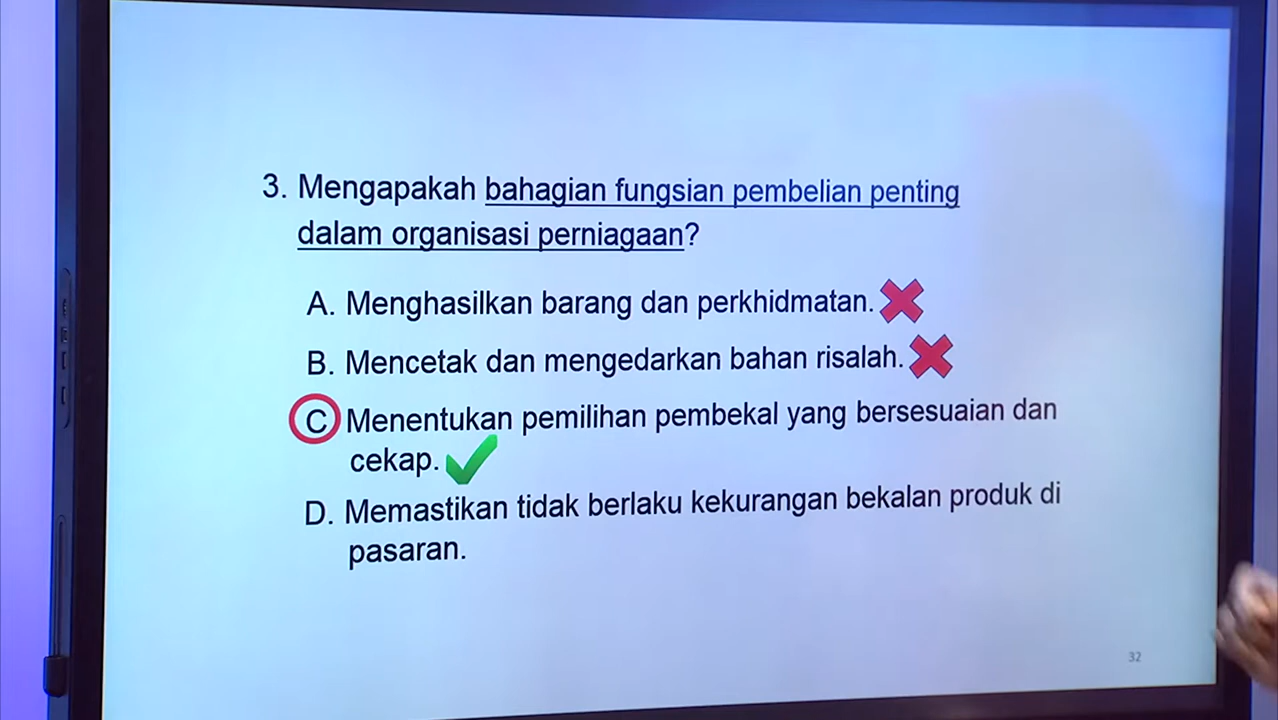 3. Mengapakah bahagian fungsian pembelian penting
dalam organisasi perniagaan?
A. Menghasilkan barang dan perkhidmatan.
B. Mencetak dan mengedarkan bahan risalah.
C Menentukan pemilihan pembekal yang bersesuaian dan
cekap.
D. Memastikan tidak berlaku kekurangan bekalan produk di
pasaran.
32